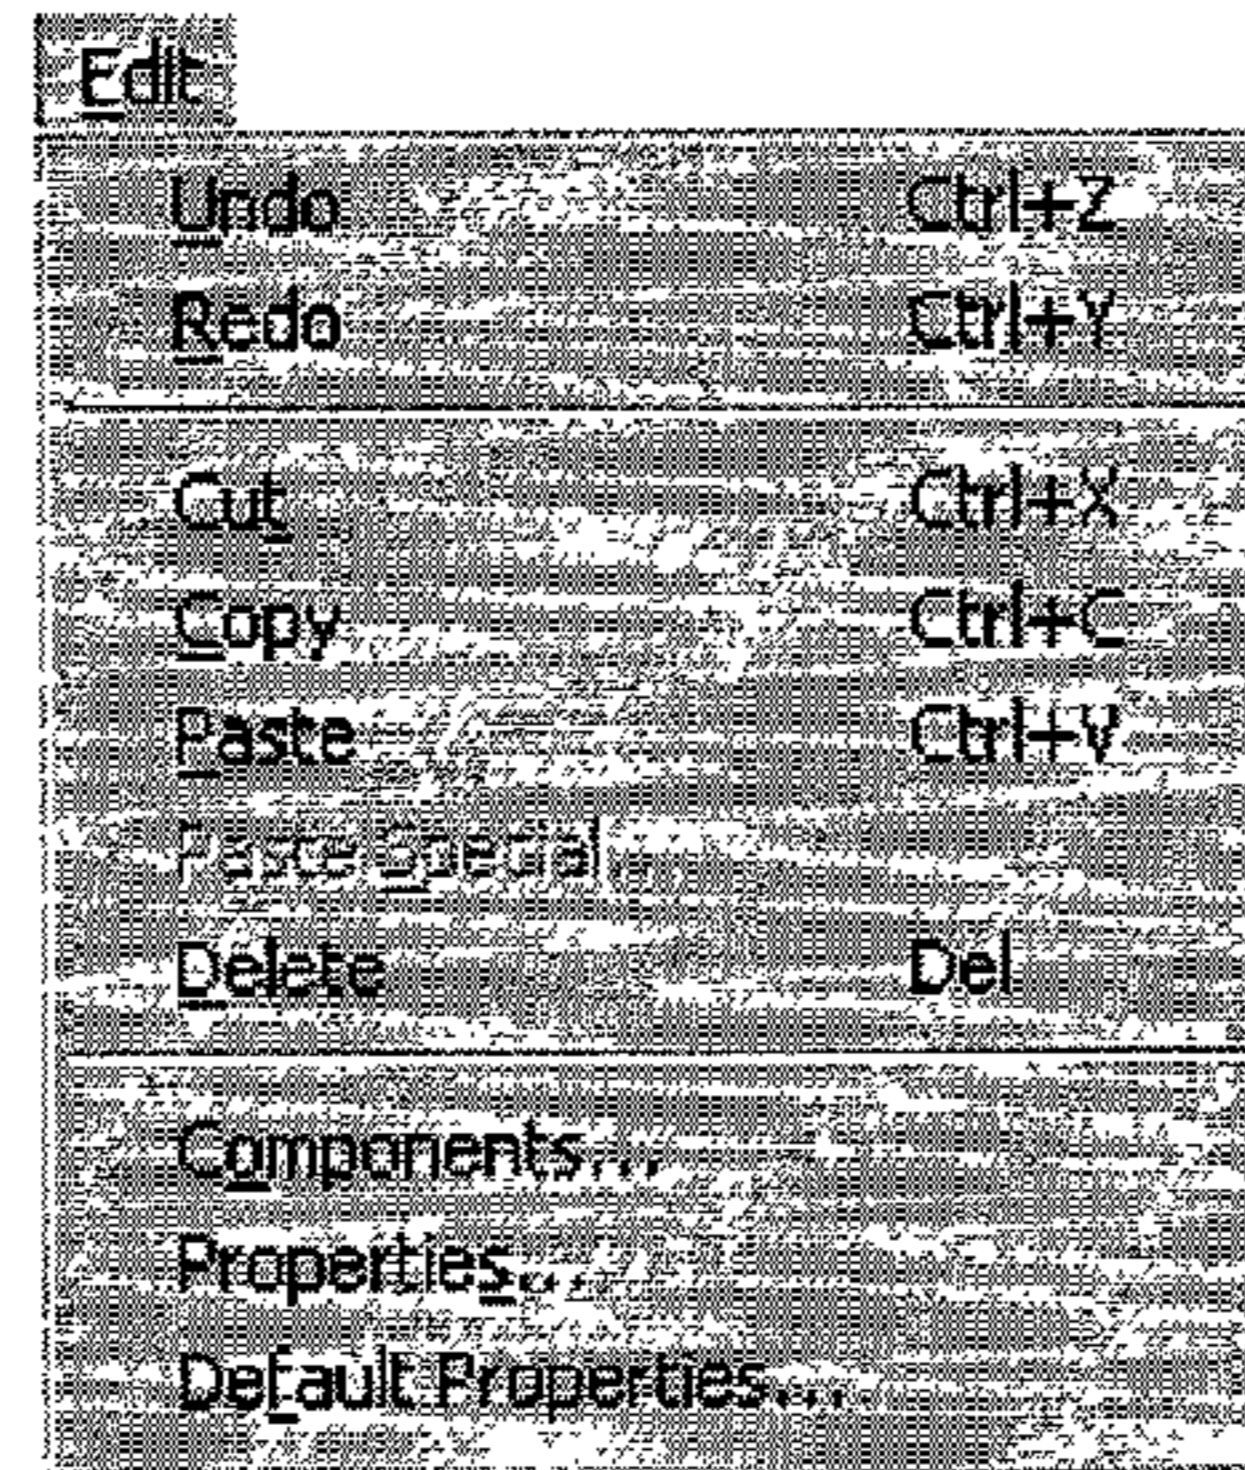 Edit
Undo Ctrl+Z
Redo Ctrl+Y
Cut Ctrl+X
Copy Ctrl+C
Paste Ctrl+V
Paste Special
Delete Del
Components...
Properties...
Default Properties...